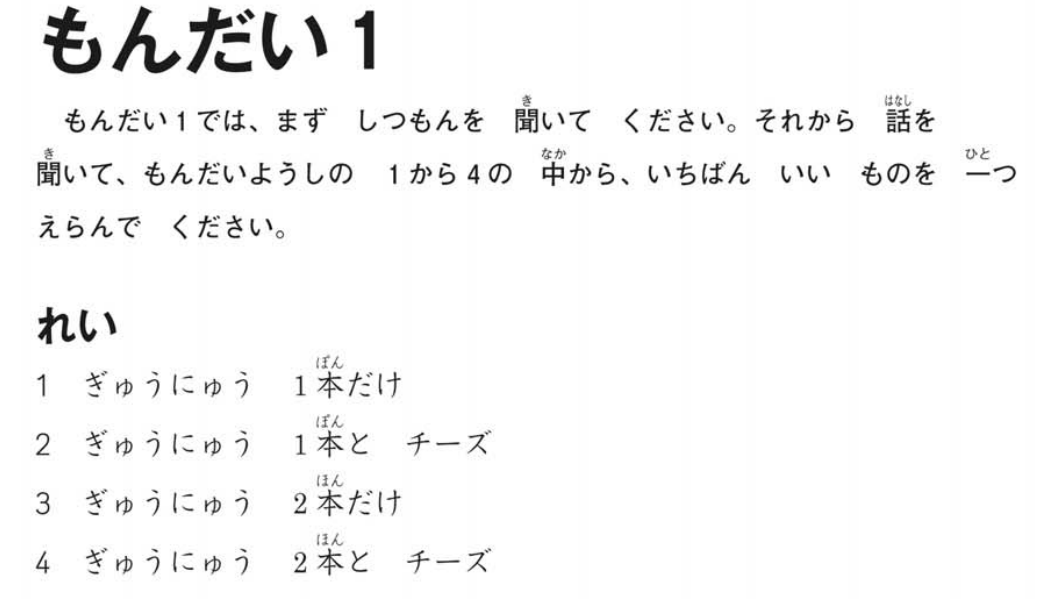 もんだい1
もんだい1では、まず　しつもんを　聞いて　ください。それから　話を
聞いて、もんだいようしの　1から4の　中から、いちばん　いい　ものを　一つ
えらんで　ください。
れい
1　ぎゅうにゅう　1本だけ
2　ぎゅうにゅう　1本と　チーズ
3　ぎゅうにゅう　2本だけ
4　ぎゅうにゅう　2本と　チーズ